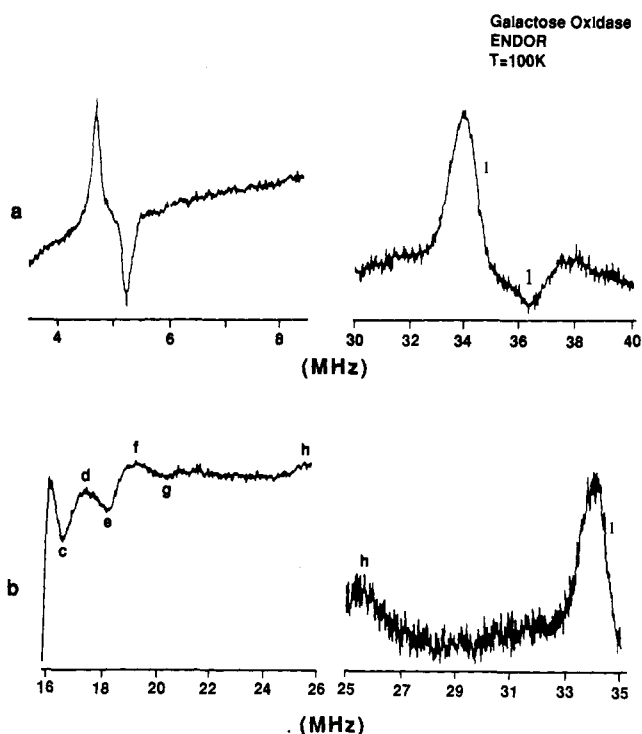 Galactose Oxidase
ENDOR
T=100K
a
1
1
4 6 8
30 32 34 36 38 40
(MHz)
b
c
d
e
f
g
h
h
1
16 18 20 22 24 26
25 27 29 31 33 35
. (MHz)